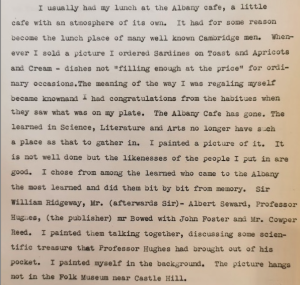 I usually had my lunch at the Albany cafe, a little
cafe with an atmosphere of its own. It had for some reason
become the lunch place of many well known Cambridge men. When-
ever I sold a picture I ordered Sardines on Toast and Apricots
and Cream - dishes not "filling enough at the price" for ordi-
nary occasions.The meaning of the way I was regaling myself
became knownand i had congratulations from the habitues when
they saw what was on my plate. The Albany Cafe has gone. The
learned in Science, Literature and Arts no longer have such
a place as that to gather in. I painted a picture of it. It
is not well done but the likenesses of the people I put in are
good. I chose from among the learned who came to the Albany
the most learned and did them bit by bit from memory. Sir
William Ridgeway, Mr. (afterwards Sir)- Albert Seward, Professor
Hughes, (the publisher) mr Bowed with John Foster and Mr. Cowper
Reed. I painted them talking together, discussing some scien-
tific treasure that Professor Hughes had brought out of his
pocket. I painted myself in the background. The picture hangs
not in the Folk Museum near Castle Hill.